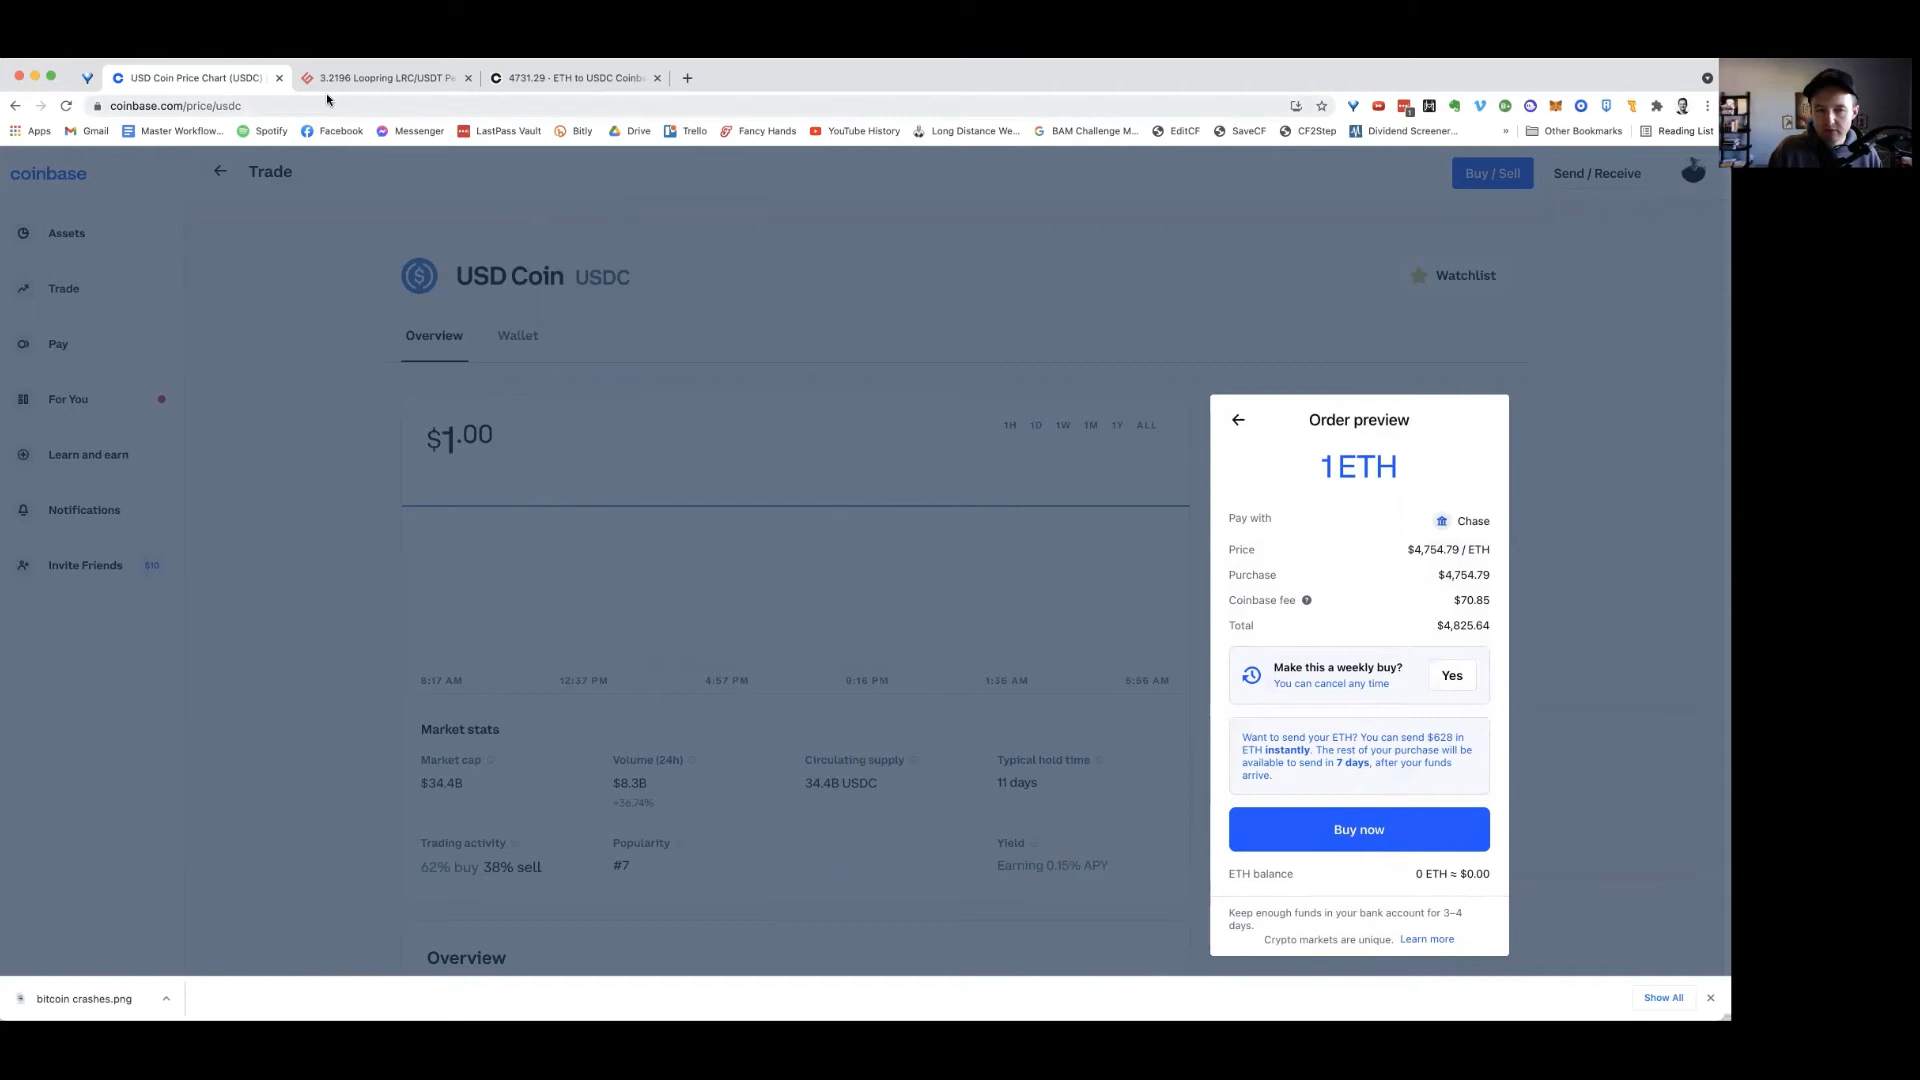 USD Coin Price Chart (USDC)
3.2196 Loopring LRC/USDT Pe
4731.29 - ETH to USDC Coinb
coinbase.com/price/usdc
Apps
Gmail
Master Workflow...
Spotify
Facebook
Messenger
LastPass Vault
Bitly
Drive
Trello
Fancy Hands
YouTube History
Long Distance We...
BAM Challenge M...
EditCF
SaveCF
CF2Step
Dividend Screener...
»
Other Bookmarks
Reading List
coinbase
Trade
Buy / Sell
Send / Receive
Assets
Trade
Pay
For You
Learn and earn
Notifications
Invite Friends
$10
USD Coin USDC
Watchlist
Overview
Wallet
$1.00
1H 1D 1W 1M 1Y ALL
8:17 AM 12:37 PM 4:57 PM 9:16 PM 1:36 AM 5:56 AM
Market stats
Market cap
$34.4B
Volume (24h)
$8.3B
+36.74%
Circulating supply
34.4B USDC
Typical hold time
11 days
Trading activity
62% buy 38% sell
Popularity
#7
Yield
Earning 0.15% APY
Overview
Order preview
1 ETH
Pay with Chase
Price $4,754.79 / ETH
Purchase $4,754.79
Coinbase fee $70.85
Total $4,825.64
Make this a weekly buy?
You can cancel any time
Yes
Want to send your ETH? You can send $628 in
ETH instantly. The rest of your purchase will be
available to send in 7 days, after your funds
arrive.
Buy now
ETH balance 0 ETH ≈ $0.00
Keep enough funds in your bank account for 3–4
days.
Crypto markets are unique. Learn more
bitcoin crashes.png
Show All